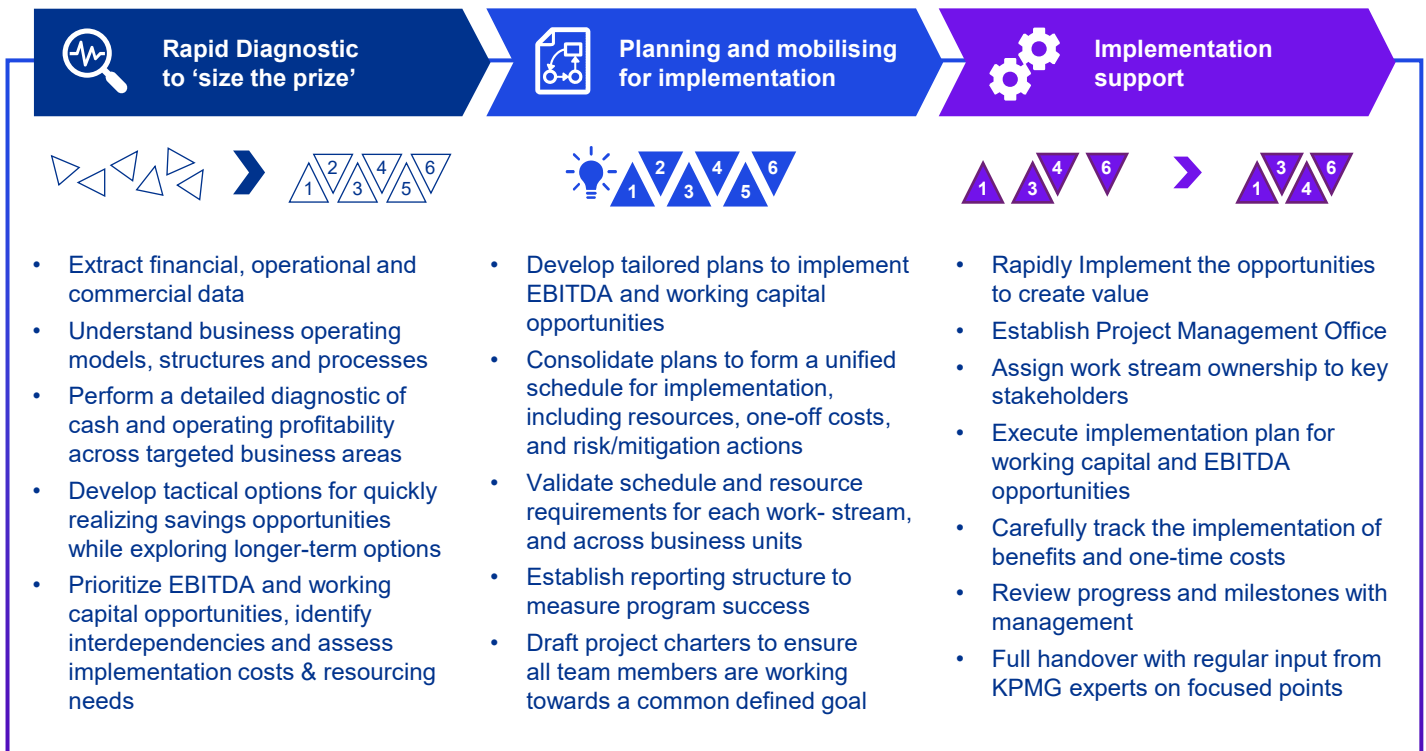 Rapid Diagnostic
to ‘size the prize’
1 2 3 4 5 6
• Extract financial, operational and
commercial data
• Understand business operating
models, structures and processes
• Perform a detailed diagnostic of
cash and operating profitability
across targeted business areas
• Develop tactical options for quickly
realizing savings opportunities
while exploring longer-term options
• Prioritize EBITDA and working
capital opportunities, identify
interdependencies and assess
implementation costs & resourcing
needs
Planning and mobilising
for implementation
1 2 3 4 5 6
• Develop tailored plans to implement
EBITDA and working capital
opportunities
• Consolidate plans to form a unified
schedule for implementation,
including resources, one-off costs,
and risk/mitigation actions
• Validate schedule and resource
requirements for each work- stream,
and across business units
• Establish reporting structure to
measure program success
• Draft project charters to ensure
all team members are working
towards a common defined goal
Implementation
support
1 3 4 6
1 3 4 6
• Rapidly Implement the opportunities
to create value
• Establish Project Management Office
• Assign work stream ownership to key
stakeholders
• Execute implementation plan for
working capital and EBITDA
opportunities
• Carefully track the implementation of
benefits and one-time costs
• Review progress and milestones with
management
• Full handover with regular input from
KPMG experts on focused points